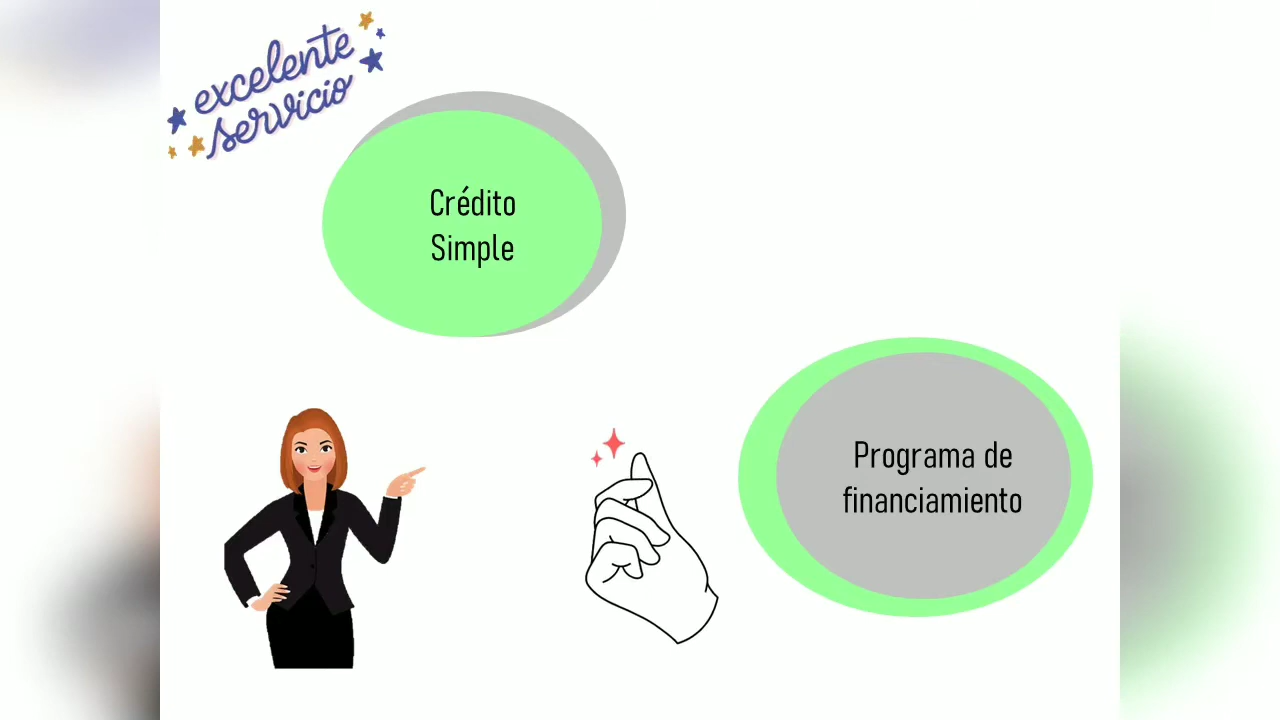 excelente
servicio
Crédito
Simple
Programa de
financiamiento